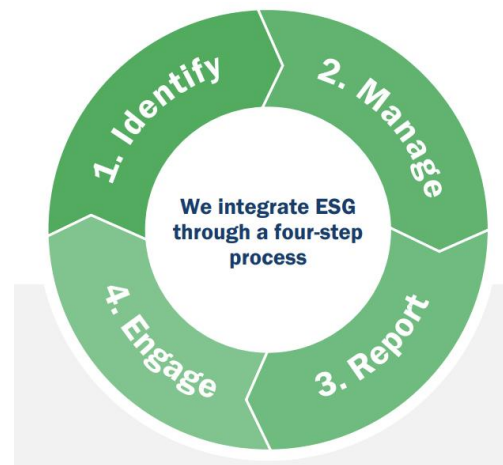 1. Identify
2. Manage
3. Report
4. Engage
We integrate ESG
through a four-step
process